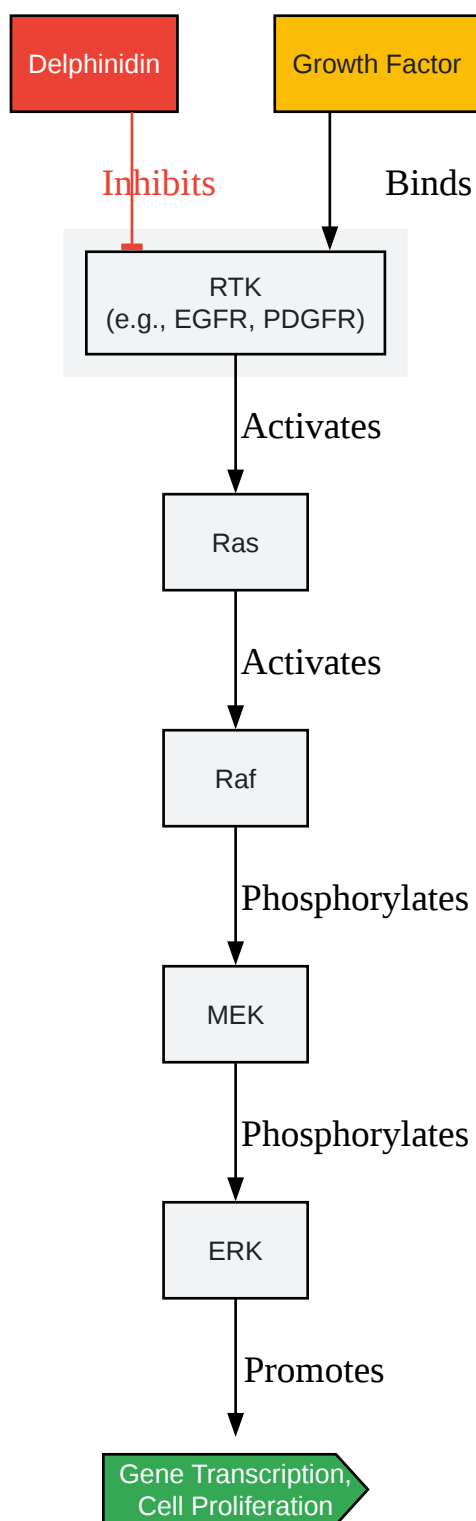 Delphinidin
Growth Factor
Inhibits
Binds
RTK
(e.g., EGFR, PDGFR)
Activates
Ras
Activates
Raf
Phosphorylates
MEK
Phosphorylates
ERK
Promotes
Gene Transcription,
Cell Proliferation